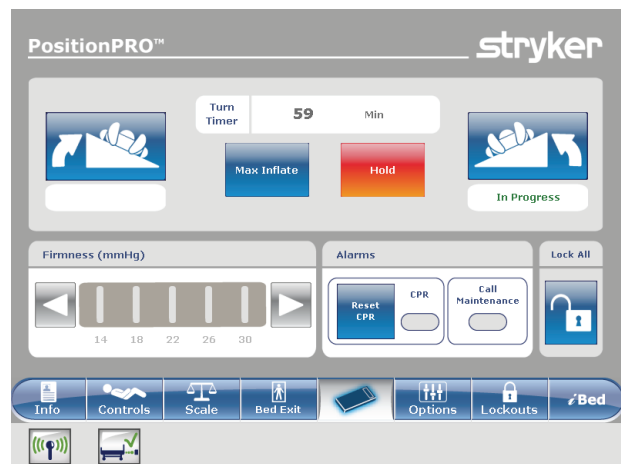 PositionPRO™
stryker
Turn
Timer
59
Min
Max Inflate
Hold
In Progress
Firmness (mmHg)
14 18 22 26 30
Alarms
Reset
CPR
CPR
Call
Maintenance
Lock All
Info
Controls
Scale
Bed Exit
Options
Lockouts
iBed